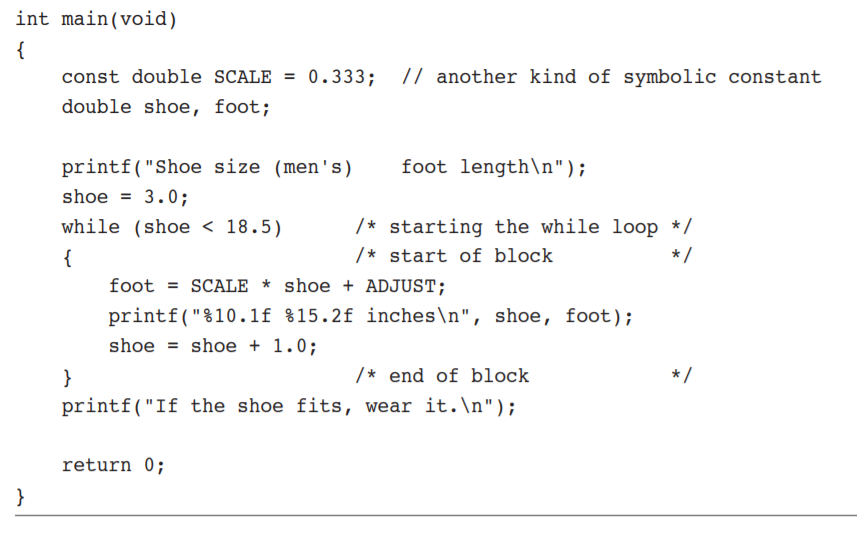 int main(void)
{
    const double SCALE = 0.333;  // another kind of symbolic constant
    double shoe, foot;

    printf("Shoe size (men's)    foot length\n");
    shoe = 3.0;
    while (shoe < 18.5)      /* starting the while loop */
    {                        /* start of block          */
        foot = SCALE * shoe + ADJUST;
        printf("%10.1f %15.2f inches\n", shoe, foot);
        shoe = shoe + 1.0;
    }                        /* end of block            */
    printf("If the shoe fits, wear it.\n");

    return 0;
}